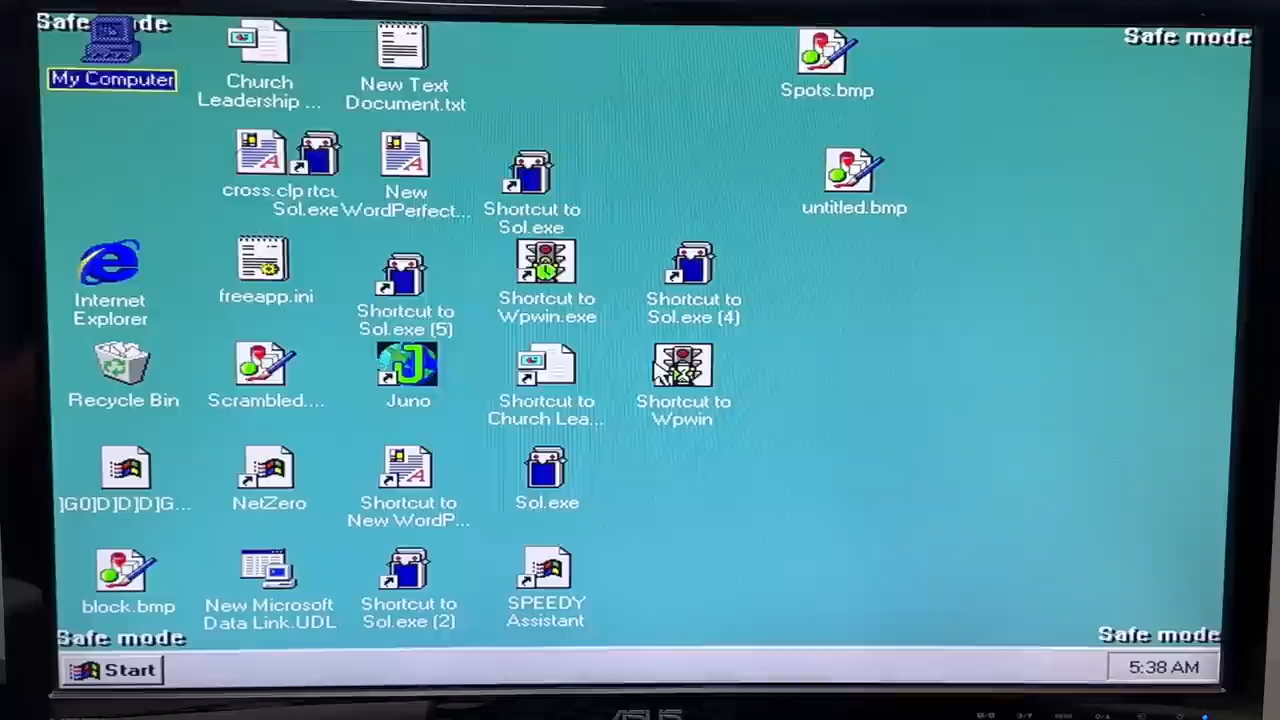 Safe mode
Safe mode
My Computer
Church
Leadership ...
New Text
Document.txt
Spots.bmp
cross.clp
Sol.exe
New
WordPerfect...
Shortcut to
Sol.exe
untitled.bmp
Internet
Explorer
freeapp.ini
Shortcut to
Sol.exe (5)
Shortcut to
Wpwin.exe
Shortcut to
Sol.exe (4)
Recycle Bin
Scrambled....
Juno
Shortcut to
Church Lea...
Shortcut to
Wpwin
]G0]D]D]D]G...
NetZero
Shortcut to
New WordP...
Sol.exe
block.bmp
New Microsoft
Data Link.UDL
Shortcut to
Sol.exe (2)
SPEEDY
Assistant
Safe mode
Safe mode
Start
5:38 AM
ASUS